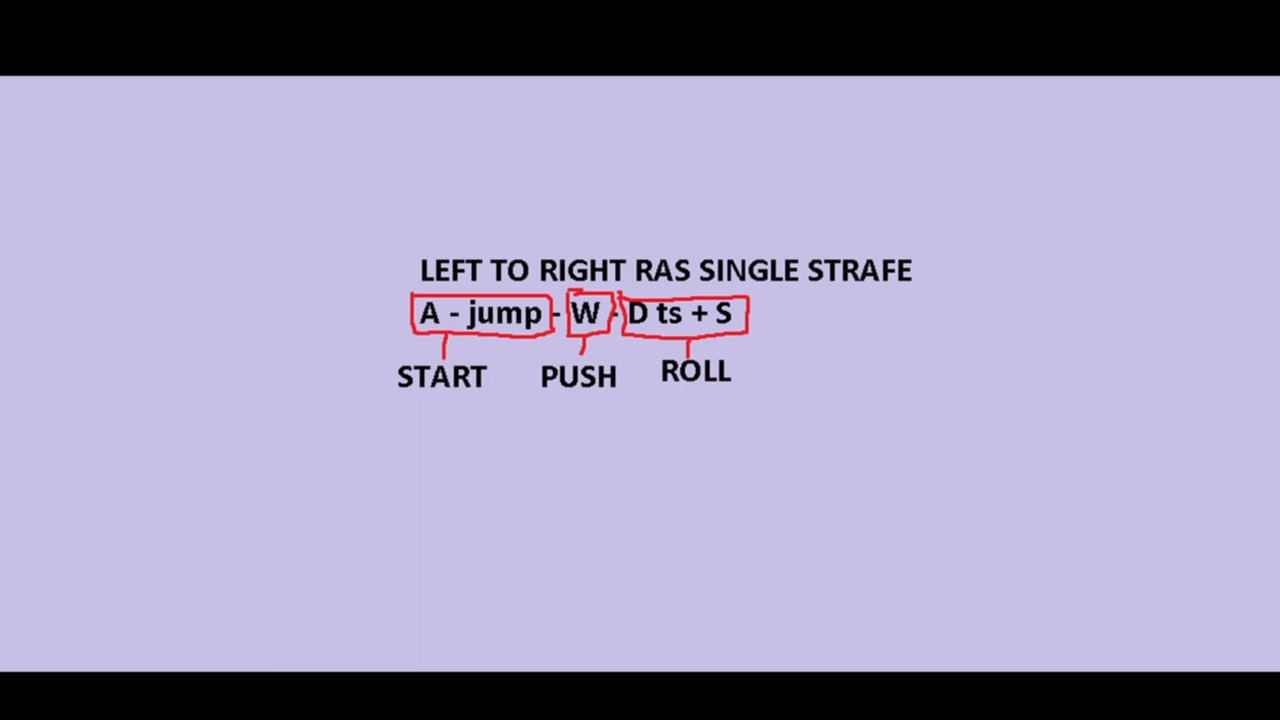 LEFT TO RIGHT RAS SINGLE STRAFE
A - jump - W - D ts + S
START PUSH ROLL